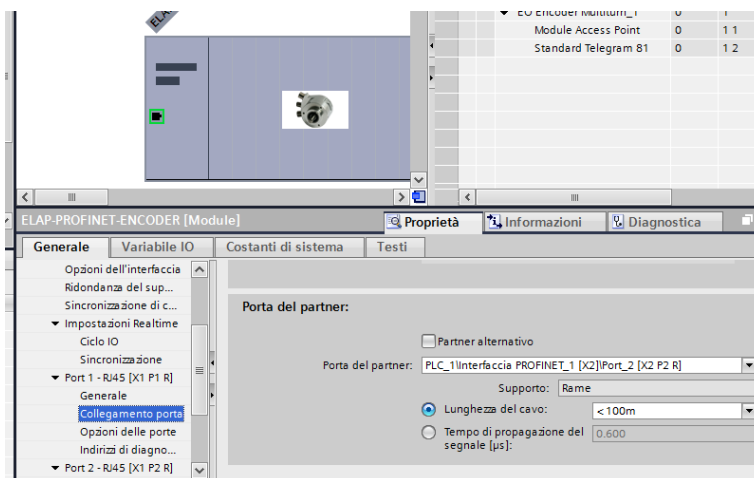 ELA
EO Encoder Multiturn_1 0 1
Module Access Point 0 1 1
Standard Telegram 81 0 1 2
ELAP-PROFINET-ENCODER [Module]
Proprietà Informazioni Diagnostica
Generale Variabile IO Costanti di sistema Testi
Opzioni dell'interfaccia
Ridondanza del sup...
Sincronizzazione di c...
Impostazioni Realtime
Ciclo IO
Sincronizzazione
Port 1 - RJ45 [X1 P1 R]
Generale
Collegamento porta
Opzioni delle porte
Indirizzi di diagno...
Port 2 - RJ45 [X1 P2 R]
Porta del partner:
Partner alternativo
Porta del partner: PLC_1\Interfaccia PROFINET_1 [X2]\Port_2 [X2 P2 R]
Supporto: Rame
Lunghezza del cavo: <100m
Tempo di propagazione del segnale [µs]: 0.600